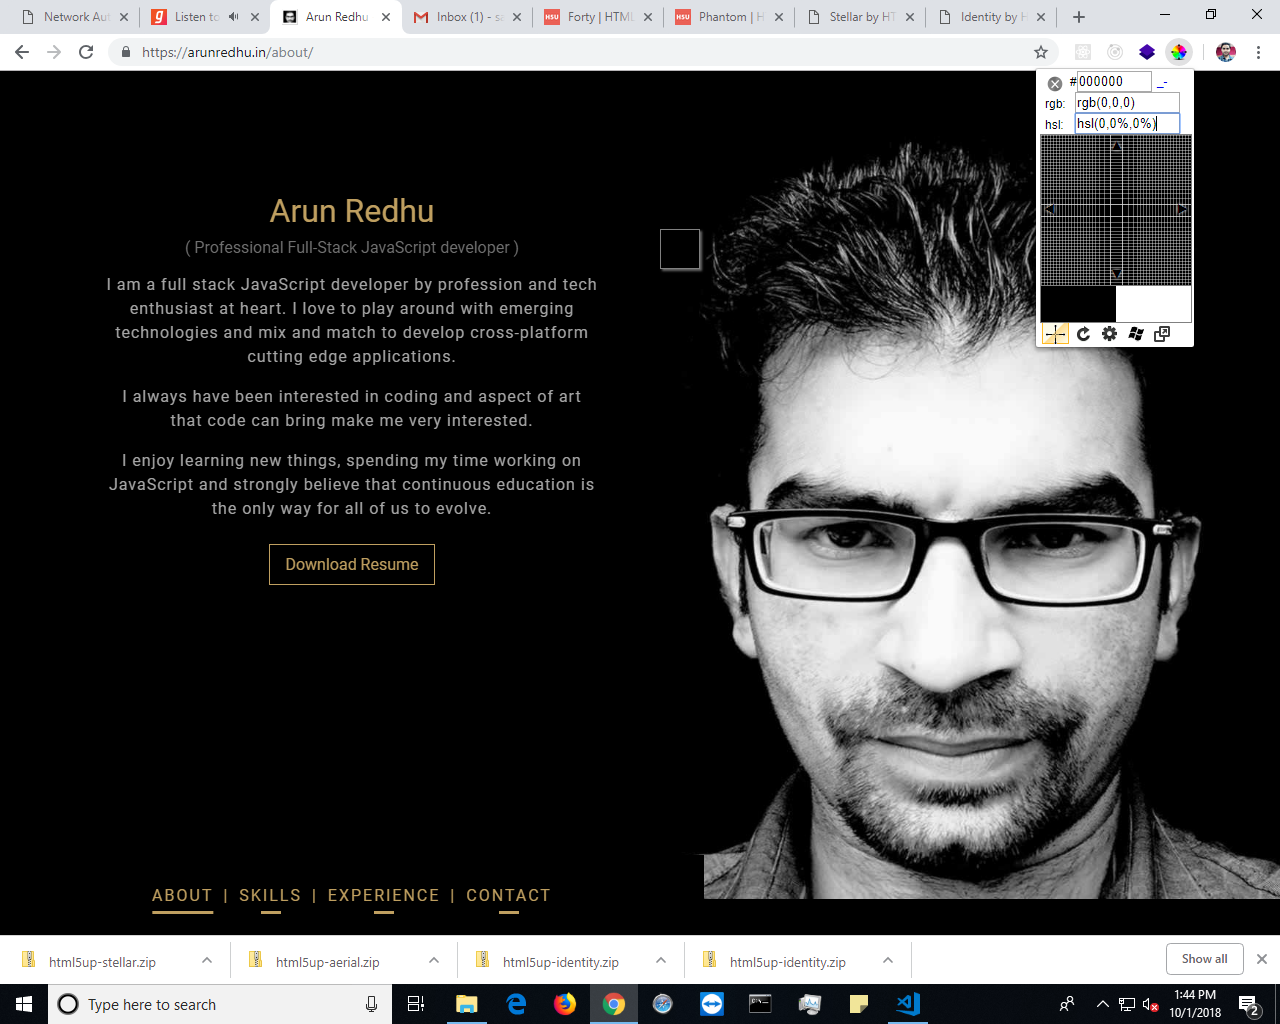 Network Aut
Listen to
Arun Redhu
Inbox (1) - sa
Forty | HTML
Phantom | H
Stellar by HT
Identity by H
https://arunredhu.in/about/
#000000 _-
rgb: rgb(0,0,0)
hsl: hsl(0,0%,0%)
Arun Redhu
( Professional Full-Stack JavaScript developer )
I am a full stack JavaScript developer by profession and tech
enthusiast at heart. I love to play around with emerging
technologies and mix and match to develop cross-platform
cutting edge applications.
I always have been interested in coding and aspect of art
that code can bring make me very interested.
I enjoy learning new things, spending my time working on
JavaScript and strongly believe that continuous education is
the only way for all of us to evolve.
Download Resume
ABOUT | SKILLS | EXPERIENCE | CONTACT
html5up-stellar.zip
html5up-aerial.zip
html5up-identity.zip
html5up-identity.zip
Show all
Type here to search
1:44 PM
10/1/2018
2